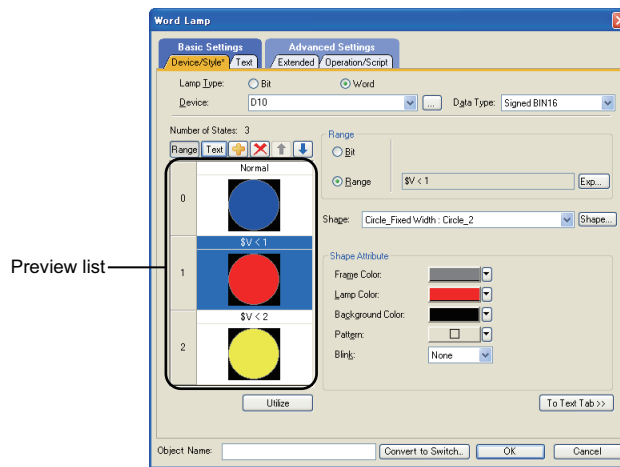 Word Lamp
Basic Settings
Advanced Settings
Device/Style* Text Extended Operation/Script
Lamp Type: Bit Word
Device: D10 ... Data Type: Signed BIN16
Number of States: 3
Range Text
Normal
0
$V < 1
1
$V < 2
2
Utilize
Preview list
Range
Bit
Range $V < 1 Exp...
Shape: Circle_Fixed Width : Circle_2 Shape...
Shape Attribute
Frame Color:
Lamp Color:
Background Color:
Pattern:
Blink: None
To Text Tab >>
Object Name: Convert to Switch... OK Cancel